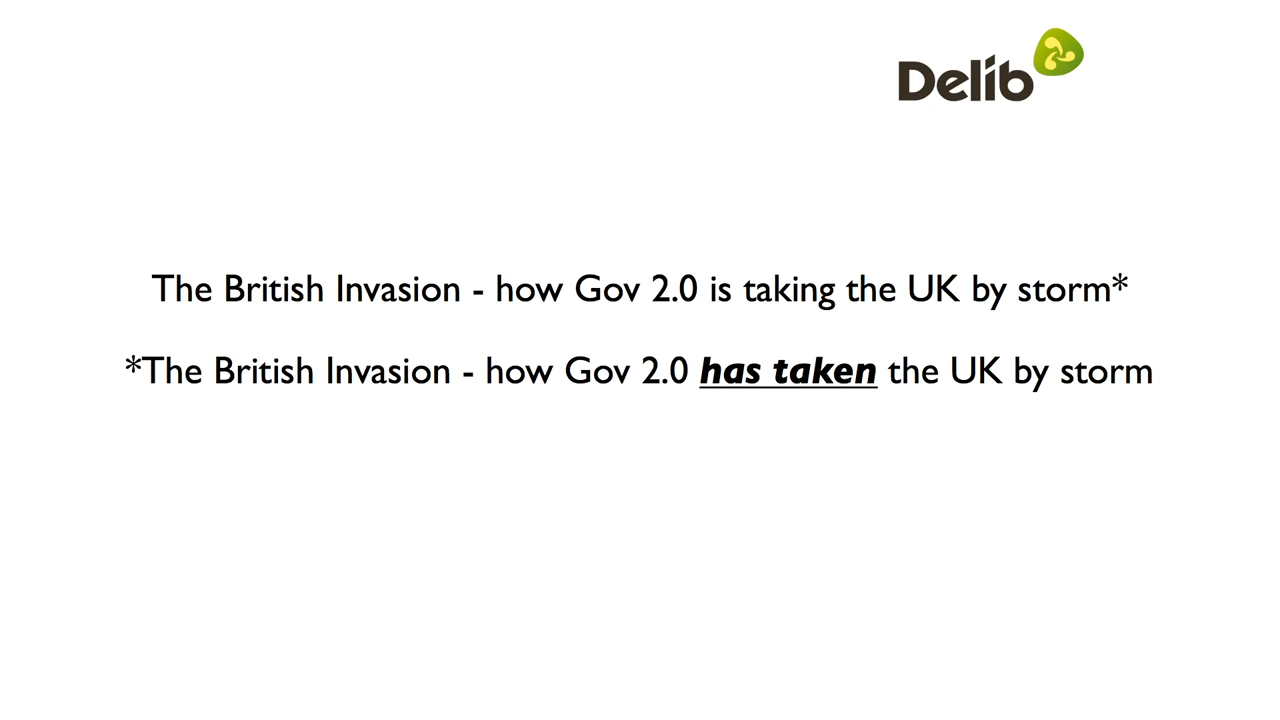 Delib
The British Invasion - how Gov 2.0 is taking the UK by storm*
*The British Invasion - how Gov 2.0 has taken the UK by storm